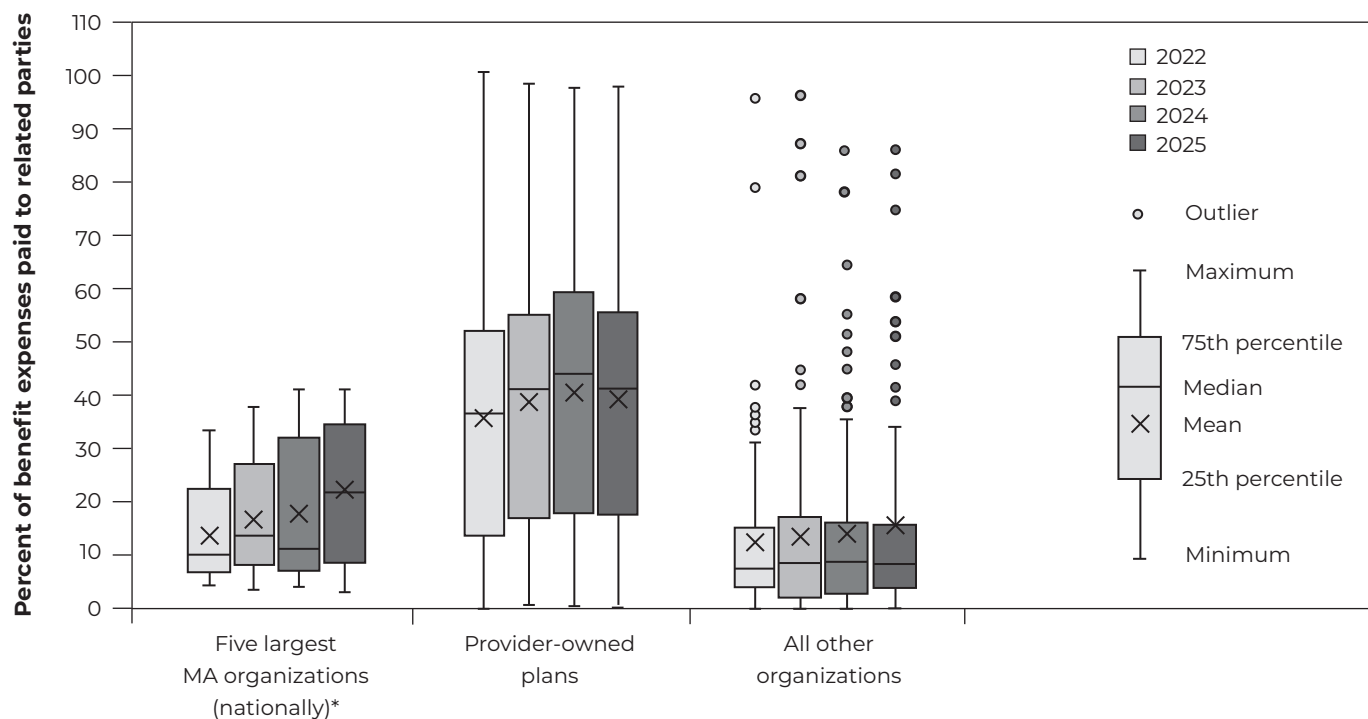 Percent of benefit expenses paid to related parties
110
100
90
80
70
60
50
40
30
20
10
0
2022
2023
2024
2025
Outlier
Maximum
75th percentile
Median
Mean
25th percentile
Minimum
Five largest
MA organizations
(nationally)*
Provider-owned
plans
All other
organizations